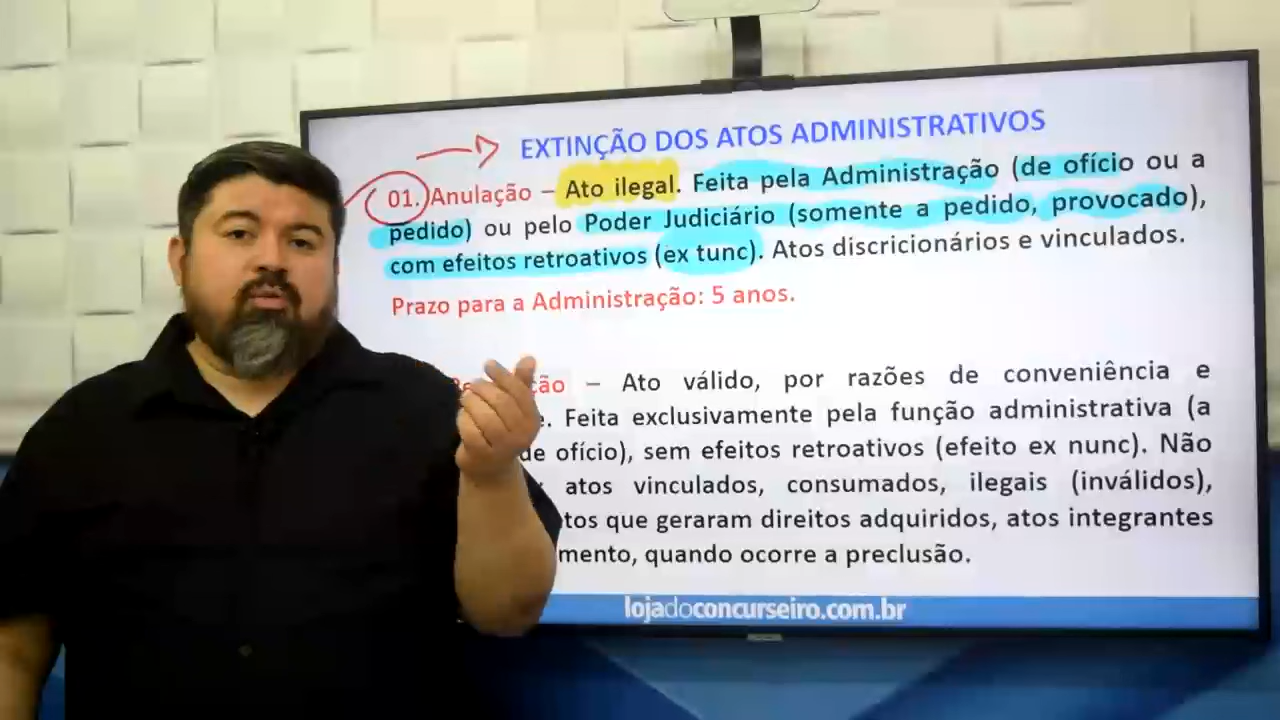 EXTINÇÃO DOS ATOS ADMINISTRATIVOS
01. Anulação – Ato ilegal. Feita pela Administração (de ofício ou a
pedido) ou pelo Poder Judiciário (somente a pedido, provocado),
com efeitos retroativos (ex tunc). Atos discricionários e vinculados.
Prazo para a Administração: 5 anos.
– Ato válido, por razões de conveniência e
e. Feita exclusivamente pela função administrativa (a
de ofício), sem efeitos retroativos (efeito ex nunc). Não
atos vinculados, consumados, ilegais (inválidos),
tos que geraram direitos adquiridos, atos integrantes
mento, quando ocorre a preclusão.
lojadoconcurseiro.com.br